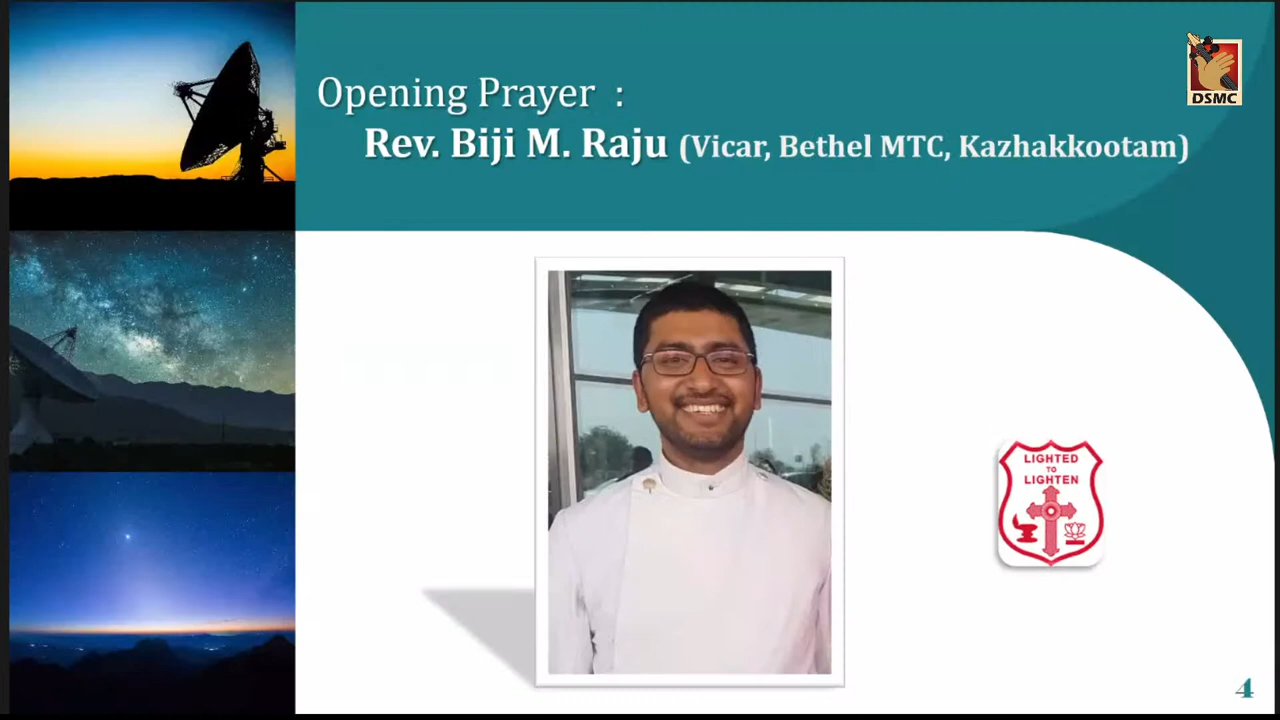 Opening Prayer :
Rev. Biji M. Raju (Vicar, Bethel MTC, Kazhakkootam)
DSMC
LIGHTED
TO
LIGHTEN
4